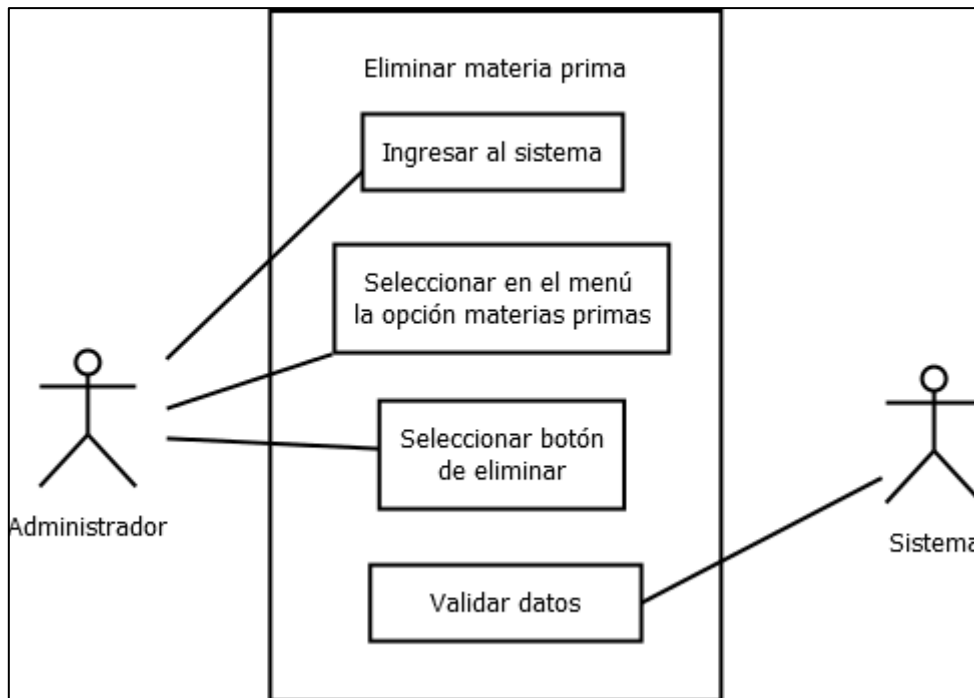 Eliminar materia prima
Ingresar al sistema
Seleccionar en el menú
la opción materias primas
Seleccionar botón
de eliminar
Administrador
Sistema
Validar datos